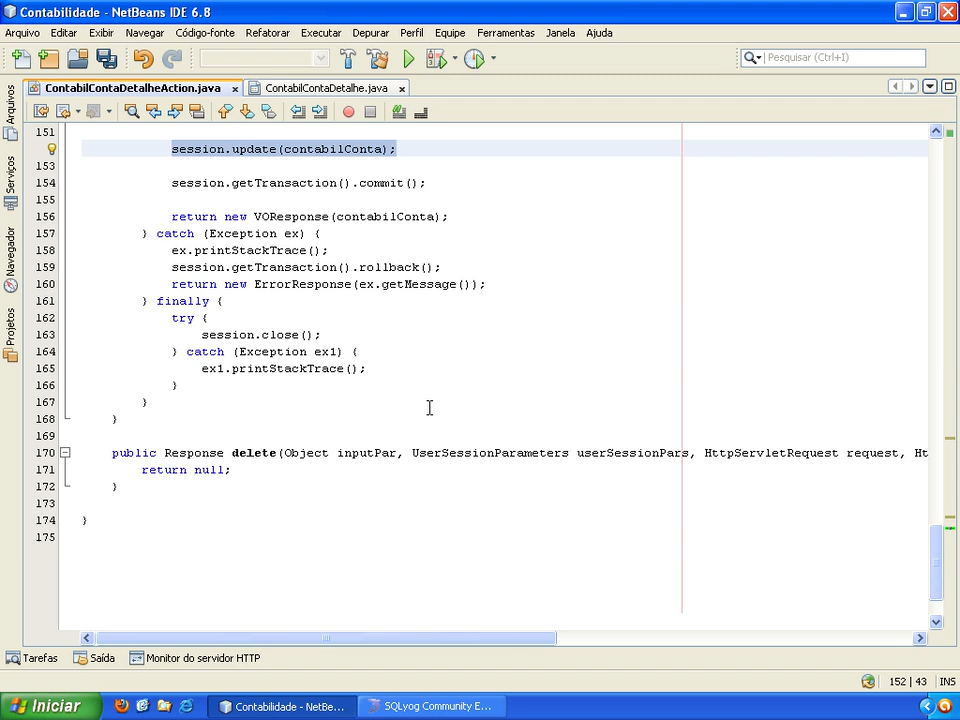 Contabilidade - NetBeans IDE 6.8
Arquivo Editar Exibir Navegar Código-fonte Refatorar Executar Depurar Perfil Equipe Ferramentas Janela Ajuda
Pesquisar (Ctrl+I)
ContabilContaDetalheAction.java x ContabilContaDetalhe.java x
Arquivos
Serviços
Navegador
Projetos
151
session.update(contabilConta);
153
154 session.getTransaction().commit();
155
156 return new VOResponse(contabilConta);
157 } catch (Exception ex) {
158 ex.printStackTrace();
159 session.getTransaction().rollback();
160 return new ErrorResponse(ex.getMessage());
161 } finally {
162 try {
163 session.close();
164 } catch (Exception ex1) {
165 ex1.printStackTrace();
166 }
167 }
168 }
169
170 public Response delete(Object inputPar, UserSessionParameters userSessionPars, HttpServletRequest request, Ht
171 return null;
172 }
173
174 }
175
Tarefas Saída Monitor do servidor HTTP
152 | 43 INS
Iniciar Contabilidade - NetBe... SQLyog Community E...